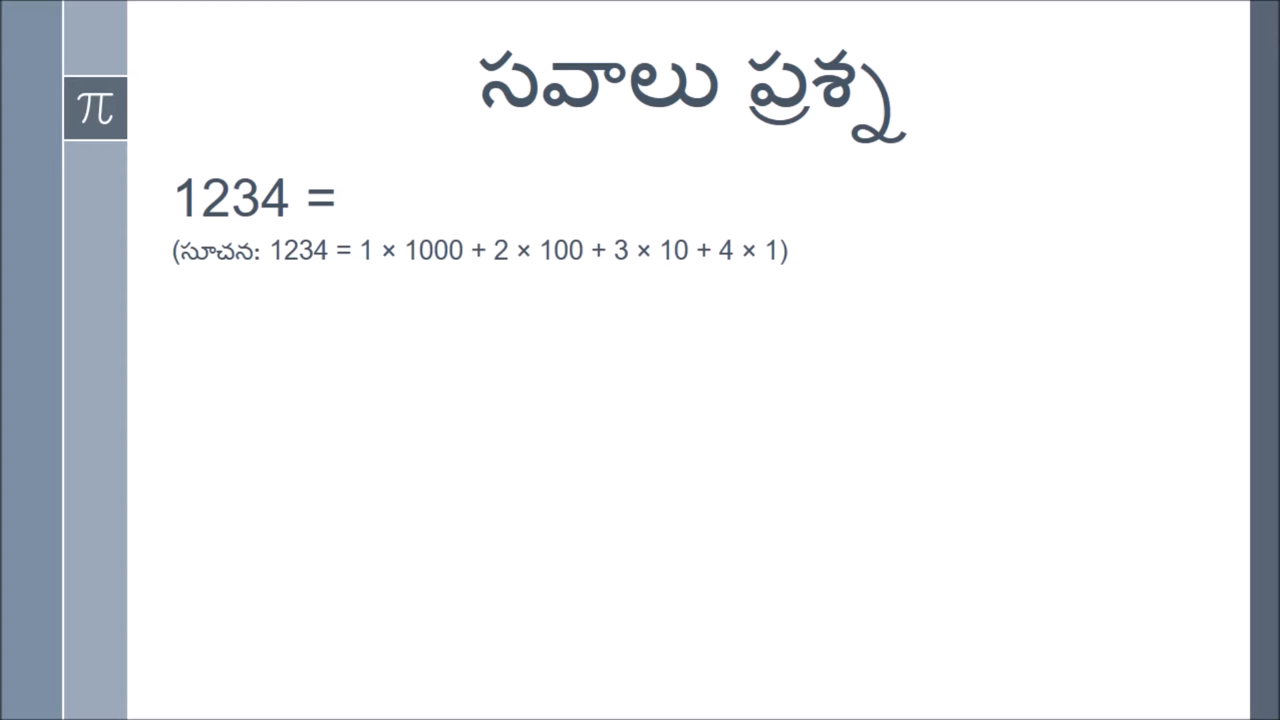 π
సవాలు ప్రశ్న
1234 =
(సూచన: 1234 = 1 × 1000 + 2 × 100 + 3 × 10 + 4 × 1)